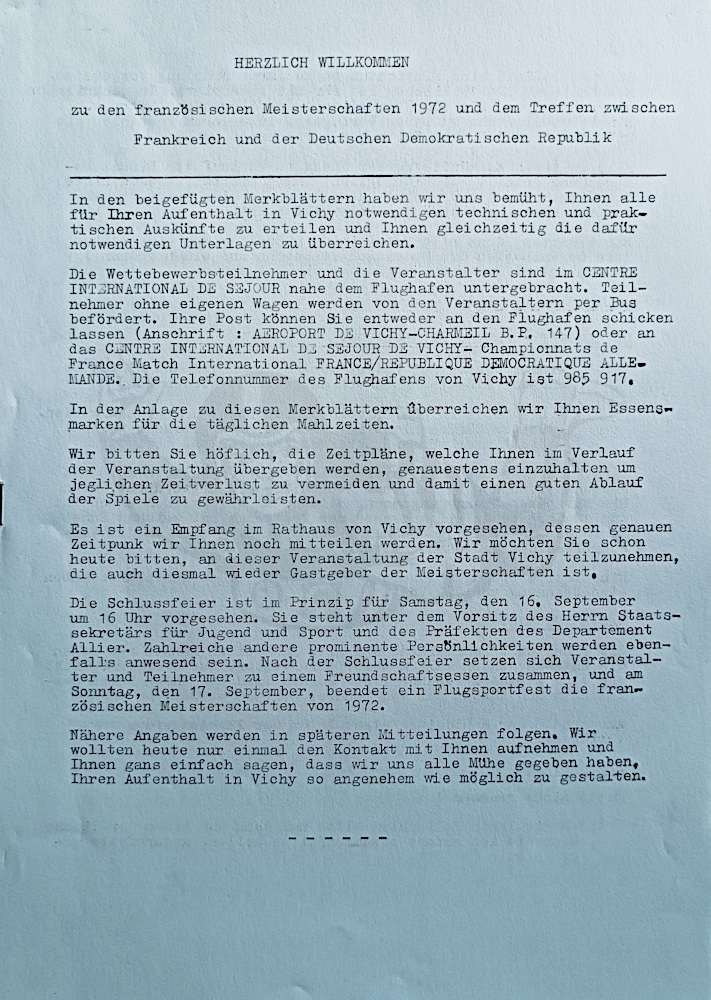 HERZLICH WILLKOMMEN
zu den französischen Meisterschaften 1972 und dem Treffen zwischen
Frankreich und der Deutschen Demokratischen Republik
In den beigefügten Merkblättern haben wir uns bemüht, Ihnen alle
für Ihren Aufenthalt in Vichy notwendigen technischen und prak-
tischen Auskünfte zu erteilen und Ihnen gleichzeitig die dafür
notwendigen Unterlagen zu überreichen.
Die Wettebewerbsteilnehmer und die Veranstalter sind im CENTRE
INTERNATIONAL DE SEJOUR nahe dem Flughafen untergebracht. Teil-
nehmer ohne eigenen Wagen werden von den Veranstaltern per Bus
befördert. Ihre Post können Sie entweder an den Flughafen schicken
lassen (Anschrift : AEROPORT DE VICHY-CHARMEIL B.P. 147) oder an
das CENTRE INTERNATIONAL DE SEJOUR DE VICHY- Championnats de
France Match International FRANCE/REPUBLIQUE DEMOCRATIQUE ALLE-
MANDE. Die Telefonnummer des Flughafens von Vichy ist 985 917.
In der Anlage zu diesen Merkblättern überreichen wir Ihnen Essens-
marken für die täglichen Mahlzeiten.
Wir bitten Sie höflich, die Zeitpläne, welche Ihnen im Verlauf
der Veranstaltung übergeben werden, genauestens einzuhalten um
jeglichen Zeitverlust zu vermeiden und damit einen guten Ablauf
der Spiele zu gewährleisten.
Es ist ein Empfang im Rathaus von Vichy vorgesehen, dessen genauen
Zeitpunk wir Ihnen noch mitteilen werden. Wir möchten Sie schon
heute bitten, an dieser Veranstaltung der Stadt Vichy teilzunehmen,
die auch diesmal wieder Gastgeber der Meisterschaften ist.
Die Schlussfeier ist im Prinzip für Samstag, den 16. September
um 16 Uhr vorgesehen. Sie steht unter dem Vorsitz des Herrn Staats-
sekretärs für Jugend und Sport und des Präfekten des Departement
Allier. Zahlreiche andere prominente Persönlichkeiten werden eben-
falls anwesend sein. Nach der Schlussfeier setzen sich Veranstal-
ter und Teilnehmer zu einem Freundschaftsessen zusammen, und am
Sonntag, den 17. September, beendet ein Flugsportfest die fran-
zösischen Meisterschaften von 1972.
Nähere Angaben werden in späteren Mitteilungen folgen. Wir
wollten heute nur einmal den Kontakt mit Ihnen aufnehmen und
Ihnen gans einfach sagen, dass wir uns alle Mühe gegeben haben,
Ihren Aufenthalt in Vichy so angenehem wie möglich zu gestalten.
- - - - - -